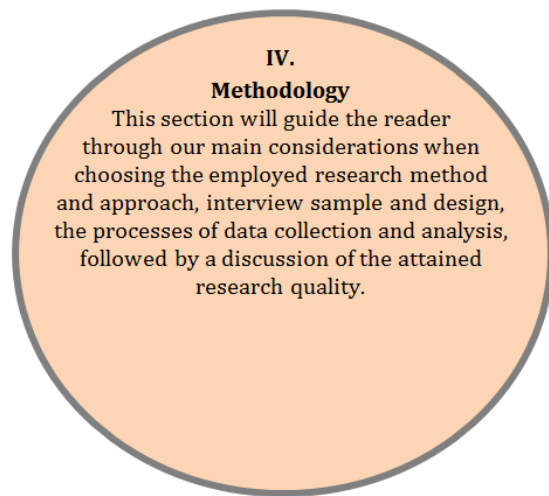 IV.
Methodology
This section will guide the reader
through our main considerations when
choosing the employed research method
and approach, interview sample and design,
the processes of data collection and analysis,
followed by a discussion of the attained
research quality.